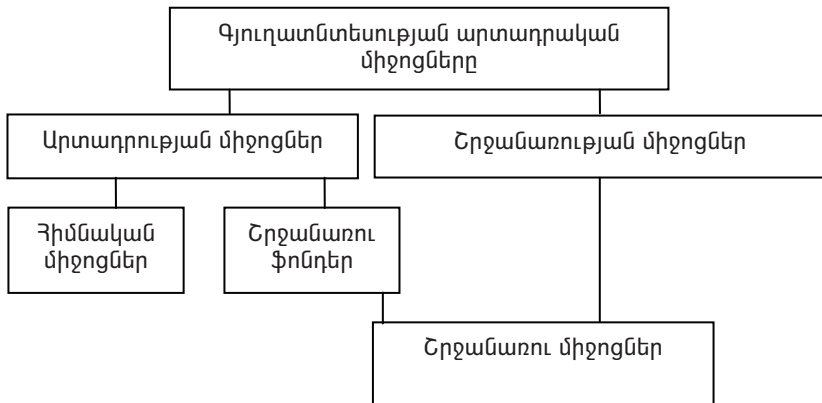 Գյուղատնտեսության արտադրական
միջոցները
Արտադրության միջոցներ
Շրջանառության միջոցներ
Հիմնական
միջոցներ
Շրջանառու
ֆոնդեր
Շրջանառու միջոցներ